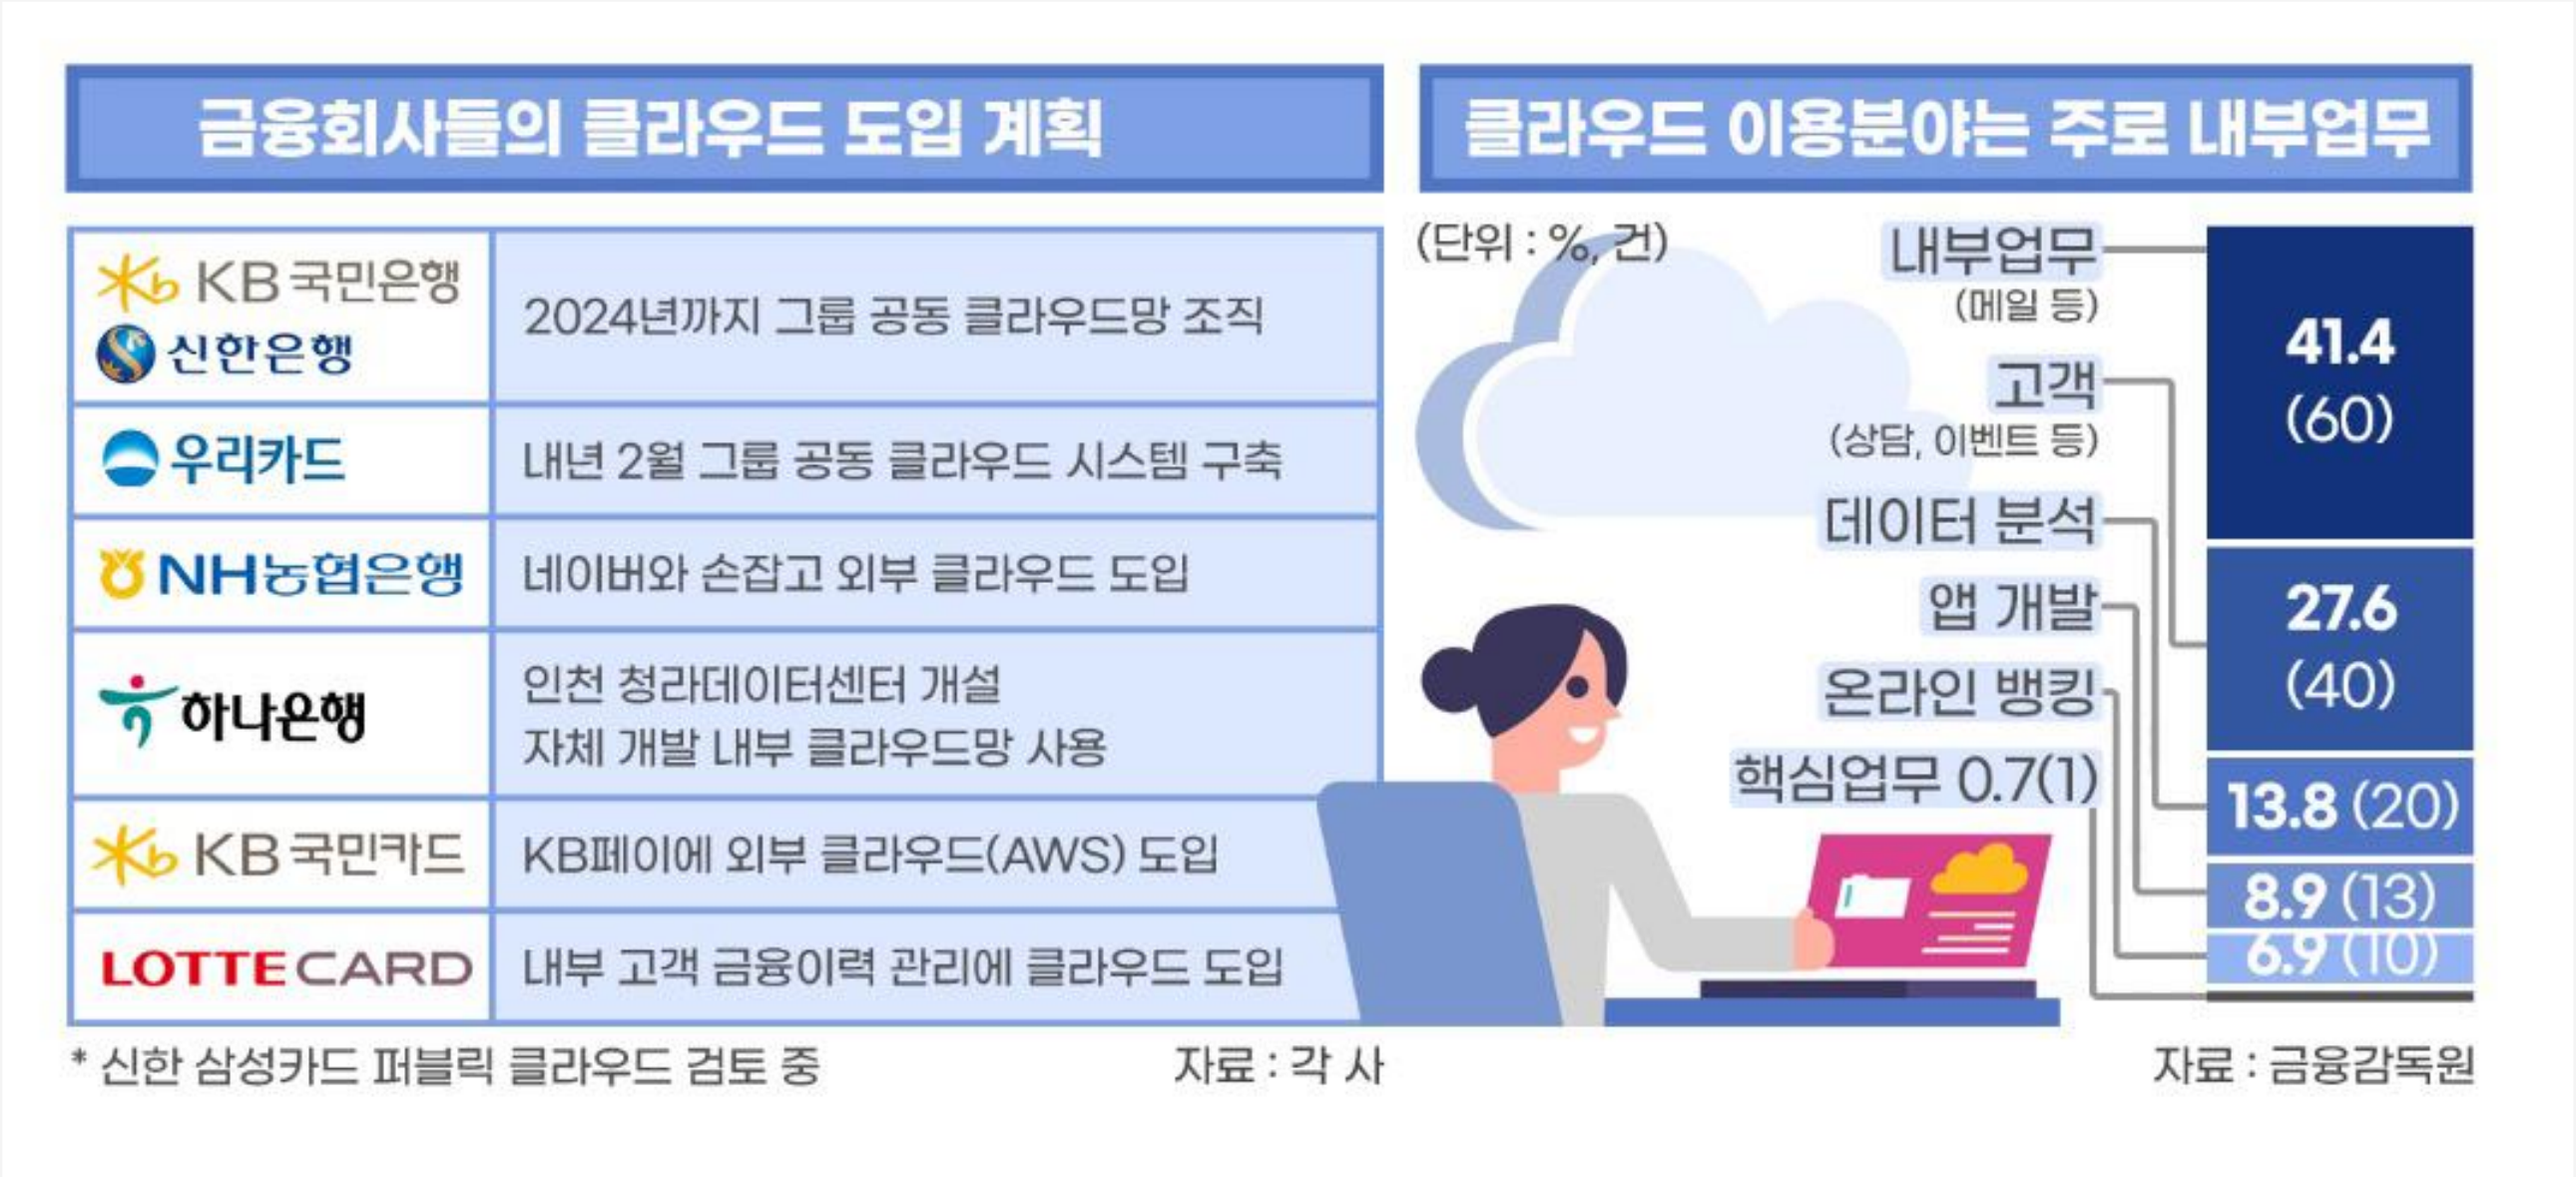 금융회사들의 클라우드 도입 계획
KB 국민은행
신한은행
2024년까지 그룹 공동 클라우드망 조직
우리카드
내년 2월 그룹 공동 클라우드 시스템 구축
NH농협은행
네이버와 손잡고 외부 클라우드 도입
하나은행
인천 청라데이터센터 개설
자체 개발 내부 클라우드망 사용
KB 국민카드
KB페이에 외부 클라우드(AWS) 도입
LOTTE CARD
내부 고객 금융이력 관리에 클라우드 도입
* 신한 삼성카드 퍼블릭 클라우드 검토 중
자료 : 각 사
클라우드 이용분야는 주로 내부업무
(단위 : %, 건)
내부업무
(메일 등)
41.4
(60)
고객
(상담, 이벤트 등)
27.6
(40)
데이터 분석
13.8 (20)
앱 개발
8.9 (13)
온라인 뱅킹
6.9 (10)
핵심업무 0.7(1)
자료 : 금융감독원